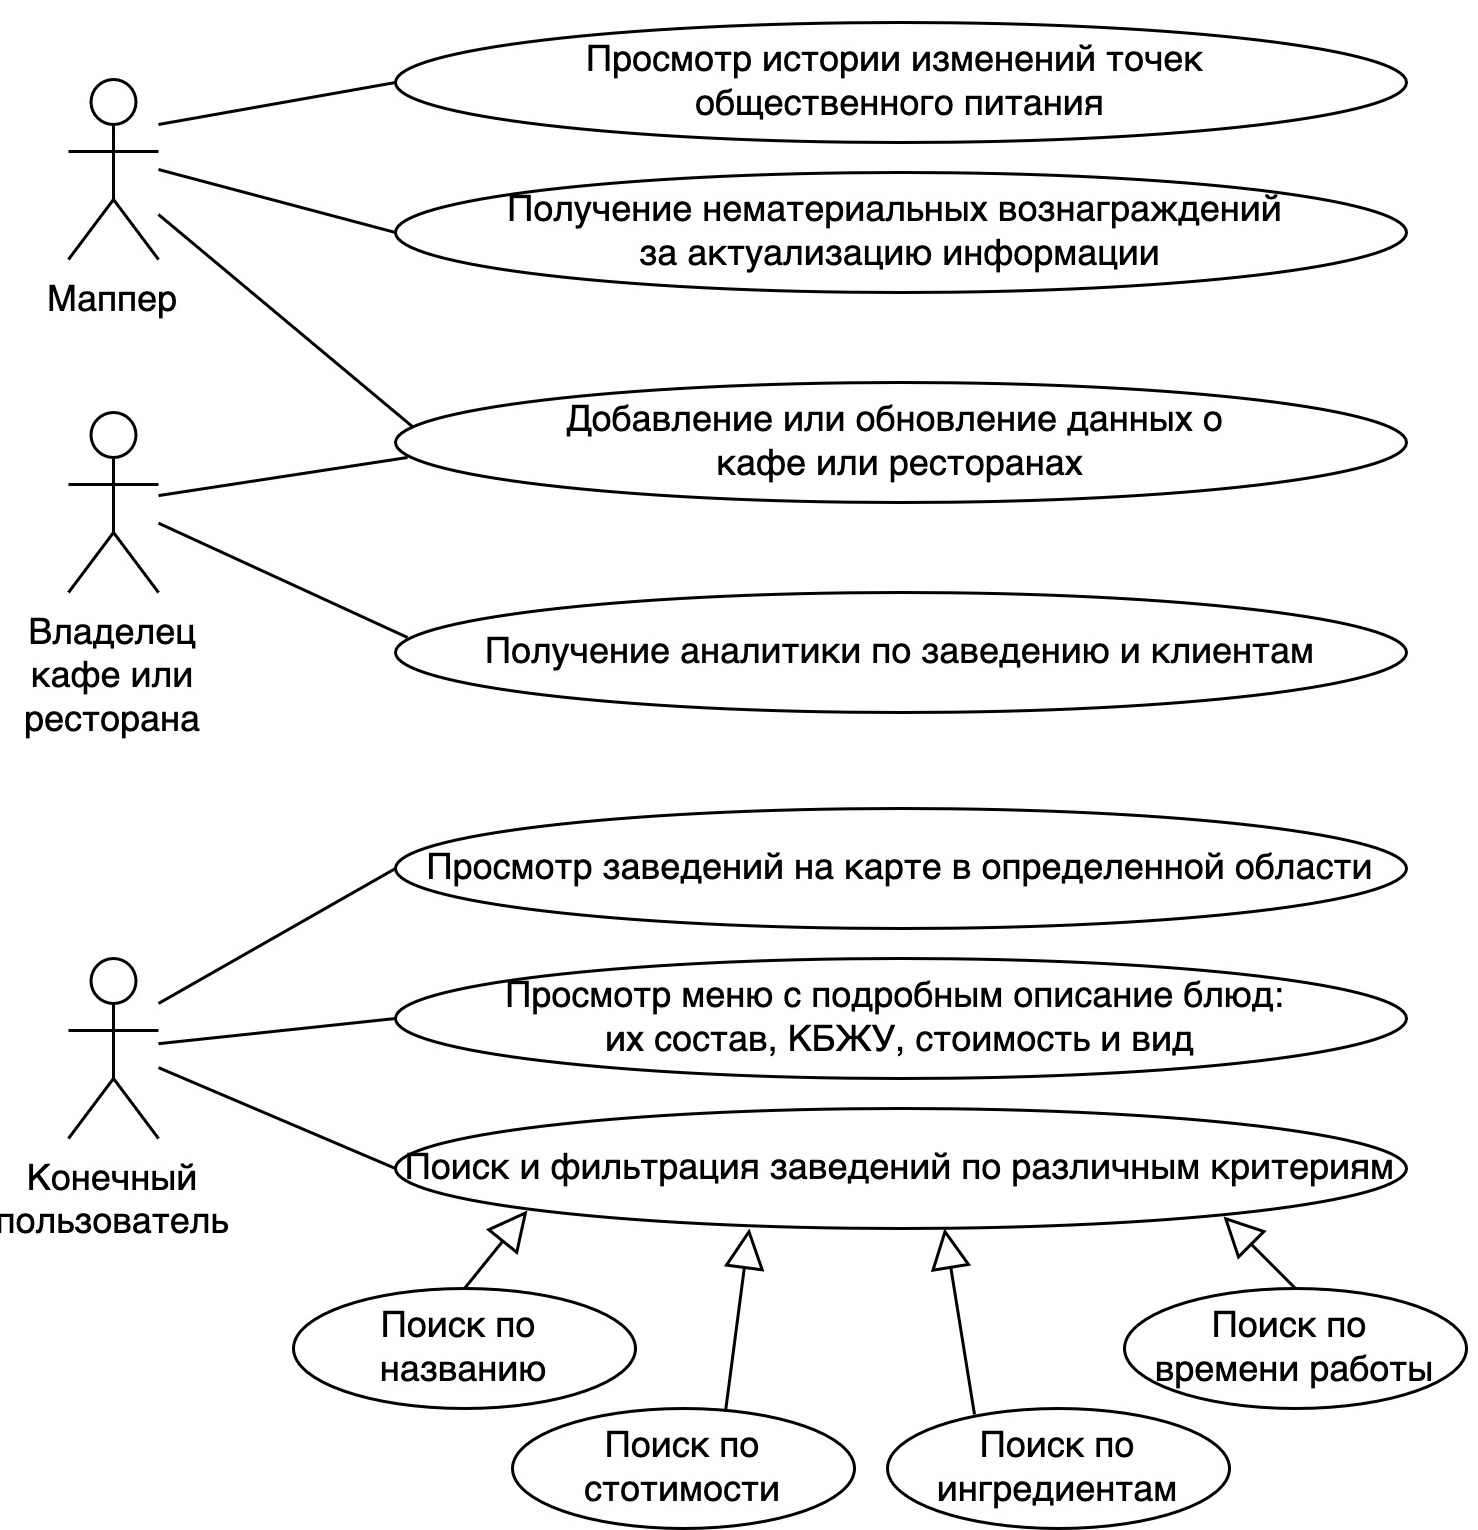 Просмотр истории изменений точек
общественного питания
Получение нематериальных вознаграждений
за актуализацию информации
Маппер
Добавление или обновление данных о
кафе или ресторанах
Владелец
кафе или
ресторана
Получение аналитики по заведению и клиентам
Просмотр заведений на карте в определенной области
Просмотр меню с подробным описание блюд:
их состав, КБЖУ, стоимость и вид
Поиск и фильтрация заведений по различным критериям
Конечный
пользователь
Поиск по
названию
Поиск по
времени работы
Поиск по
стотимости
Поиск по
ингредиентам